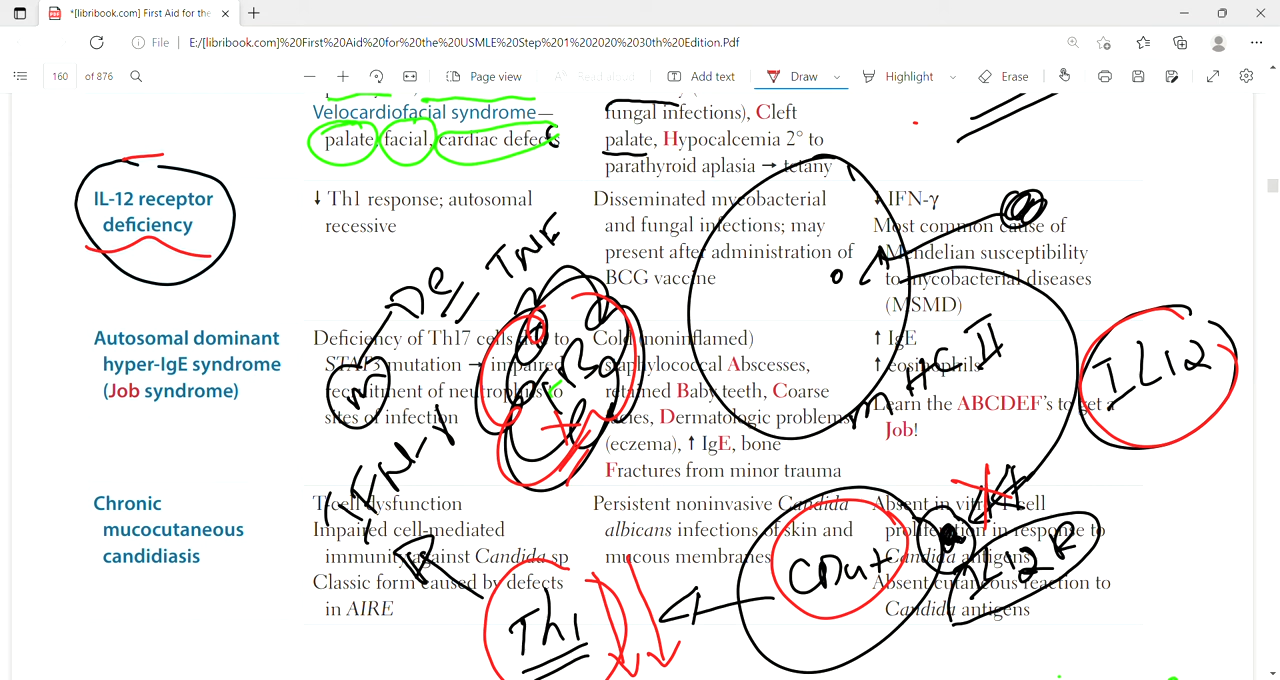 *[libribook.com] First Aid for the
File E:/[libribook.com]%20First%20Aid%20for%20the%20USMLE%20Step%201%202020%2030th%20Edition.Pdf
160 of 876 Page view Read aloud Add text Draw Highlight Erase
Velocardiofacial syndrome—
palate, facial, cardiac defects
fungal infections), Cleft
palate, Hypocalcemia 2° to
parathyroid aplasia → tetany
IL-12 receptor
deficiency
↓ Th1 response; autosomal
recessive
Disseminated mycobacterial
and fungal infections; may
present after administration of
BCG vaccine
↓ IFN-γ
Most common cause of
Mendelian susceptibility
to mycobacterial diseases
(MSMD)
Autosomal dominant
hyper-IgE syndrome
(Job syndrome)
Deficiency of Th17 cells to
STAT3 mutation → impaired
recruitment of neutrophils to
sites of infection
Cold (noninflamed)
staphylococcal Abscesses,
retained Baby teeth, Coarse
facies, Dermatologic problems
(eczema), ↑ IgE, bone
Fractures from minor trauma
↑ IgE
↑ eosinophils
Learn the ABCDEF's to get a
Job!
Chronic
mucocutaneous
candidiasis
T-cell dysfunction
Impaired cell-mediated
immunity against Candida sp
Classic form caused by defects
in AIRE
Persistent noninvasive Candida
albicans infections of skin and
mucous membranes
Absent in vitro T-cell
proliferation in response to
Candida antigens
Absent cutaneous reaction to
Candida antigens
TNF
MHC II
IL12
IFN-γ
CD4+
IL12R
Th1